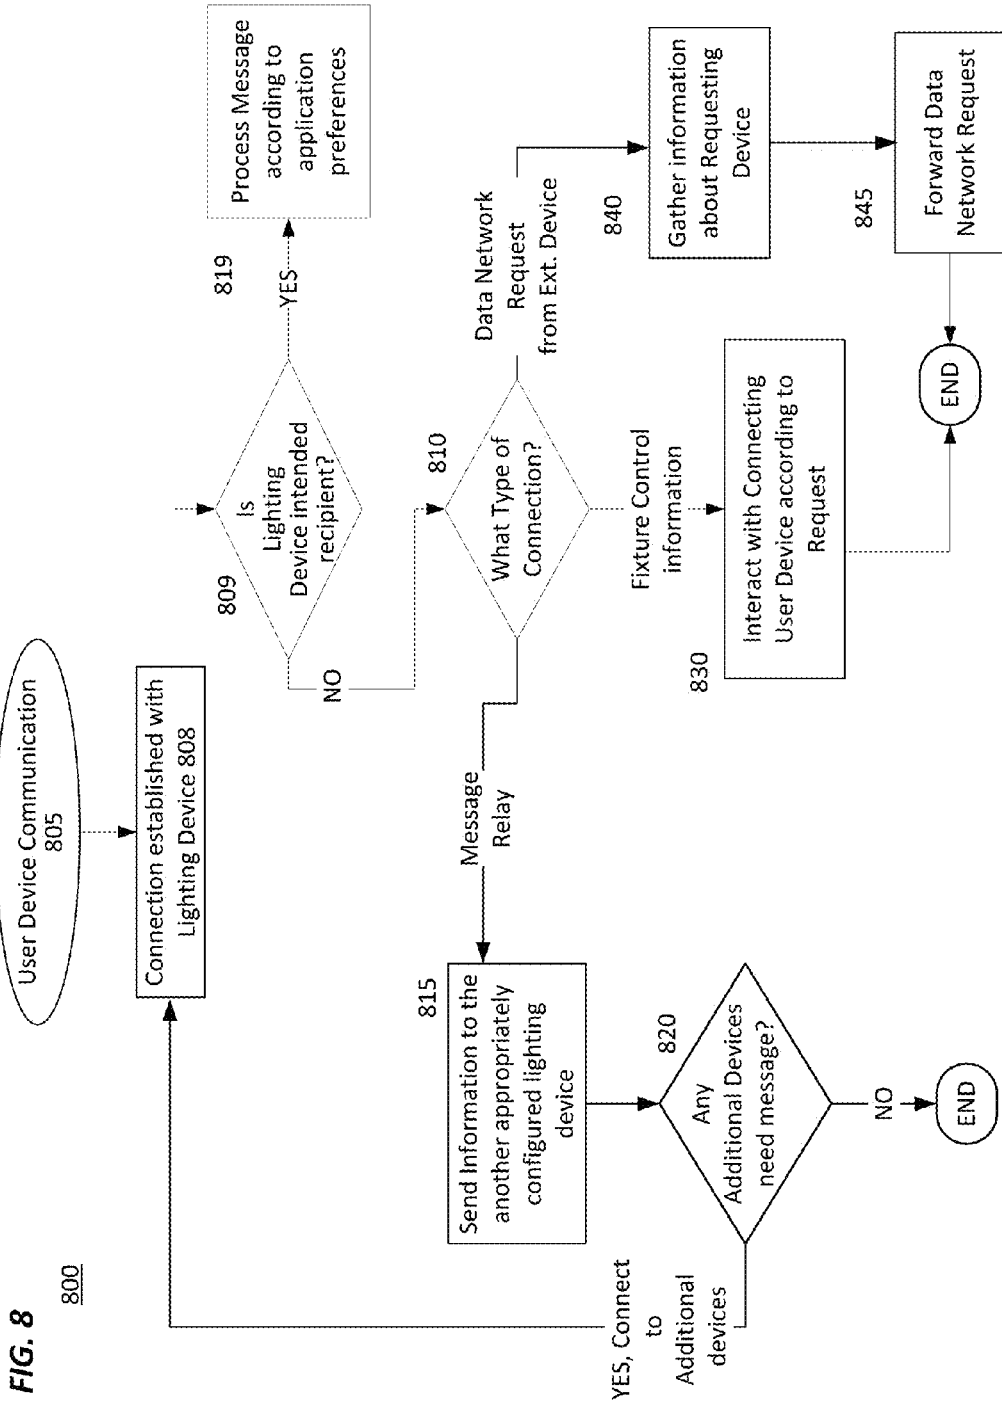 FIG. 8
800
User Device Communication
805
Connection established with
Lighting Device 808
809
Is
Lighting
Device intended
recipient?
YES
819
Process Message
according to
application
preferences
NO
810
What Type of
Connection?
Message
Relay
Fixture Control
information
Data Network
Request
from Ext. Device
815
Send Information to the
another appropriately
configured lighting
device
820
Any
Additional Devices
need message?
YES, Connect
to
Additional
devices
NO
END
830
Interact with Connecting
User Device according to
Request
840
Gather information
about Requesting
Device
845
Forward Data
Network Request
END